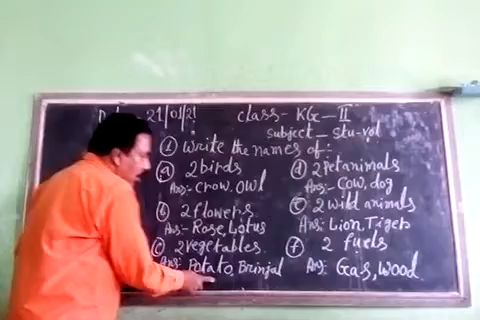 21/01/21 class- KG-II
subject - Stu-vol
① Write the names of:
ⓐ 2 birds
Ans:- Crow, owl
ⓑ 2 flowers
Ans:- Rose, Lotus
ⓒ 2 vegetables.
Ans: Potato, Brinjal
ⓓ 2 Pet animals
Ans:- Cow, dog
ⓔ 2 wild animals
Ans:- Lion, Tiger
ⓕ 2 fuels
Ans: Gas, Wood